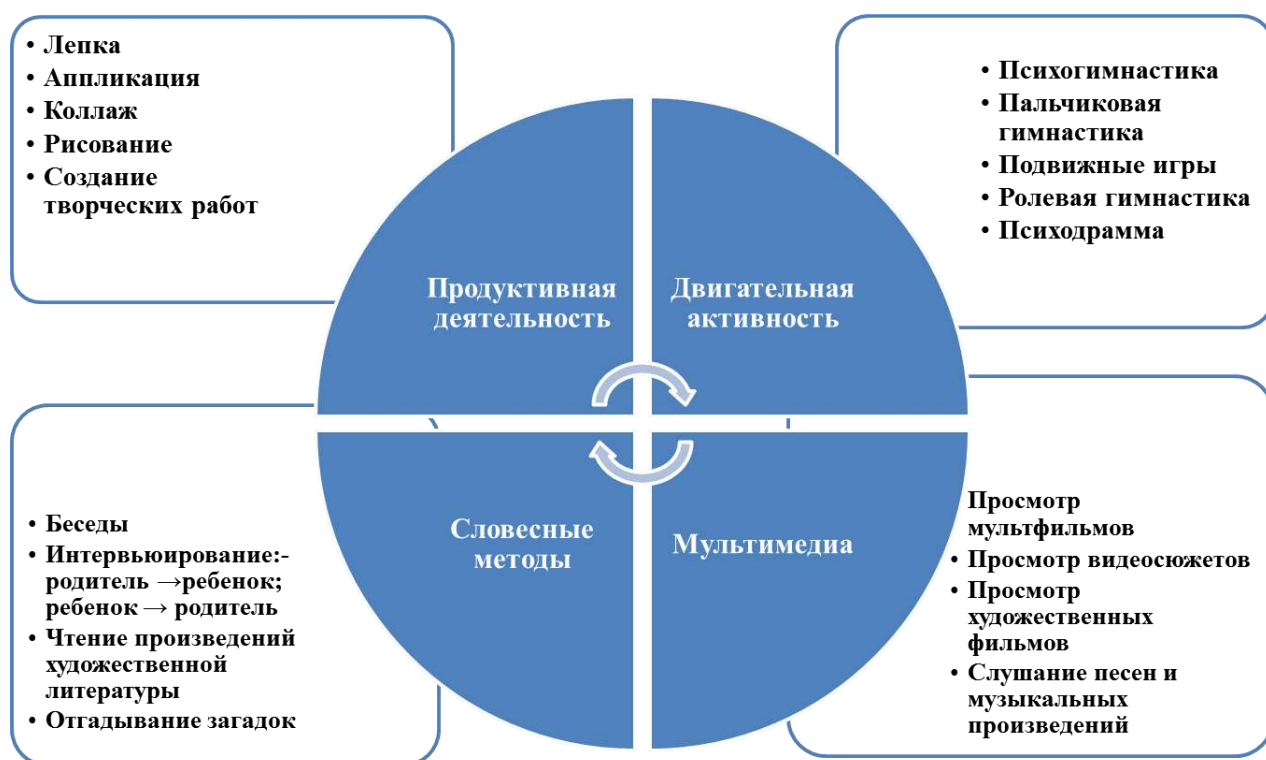 • Лепка
• Аппликация
• Коллаж
• Рисование
• Создание
творческих работ
• Психогимнастика
• Пальчиковая
гимнастика
• Подвижные игры
• Ролевая гимнастика
• Психодрамма
Продуктивная
деятельность
Двигательная
активность
Словесные
методы
Мультимедиа
• Беседы
• Интервьюирование:-
родитель →ребенок;
ребенок → родитель
• Чтение произведений
художественной
литературы
• Отгадывание загадок
Просмотр
мультфильмов
• Просмотр видеосюжетов
• Просмотр
художественных
фильмов
• Слушание песен и
музыкальных
произведений